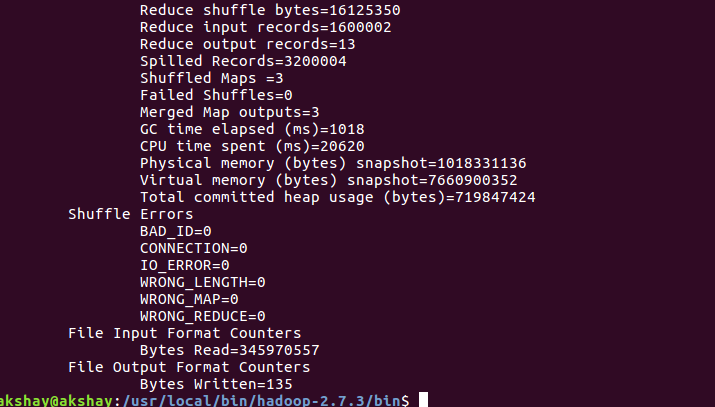 Reduce shuffle bytes=16125350
Reduce input records=1600002
Reduce output records=13
Spilled Records=3200004
Shuffled Maps =3
Failed Shuffles=0
Merged Map outputs=3
GC time elapsed (ms)=1018
CPU time spent (ms)=20620
Physical memory (bytes) snapshot=1018331136
Virtual memory (bytes) snapshot=7660900352
Total committed heap usage (bytes)=719847424
Shuffle Errors
BAD_ID=0
CONNECTION=0
IO_ERROR=0
WRONG_LENGTH=0
WRONG_MAP=0
WRONG_REDUCE=0
File Input Format Counters
Bytes Read=345970557
File Output Format Counters
Bytes Written=135
akshay@akshay:/usr/local/bin/hadoop-2.7.3/bin$